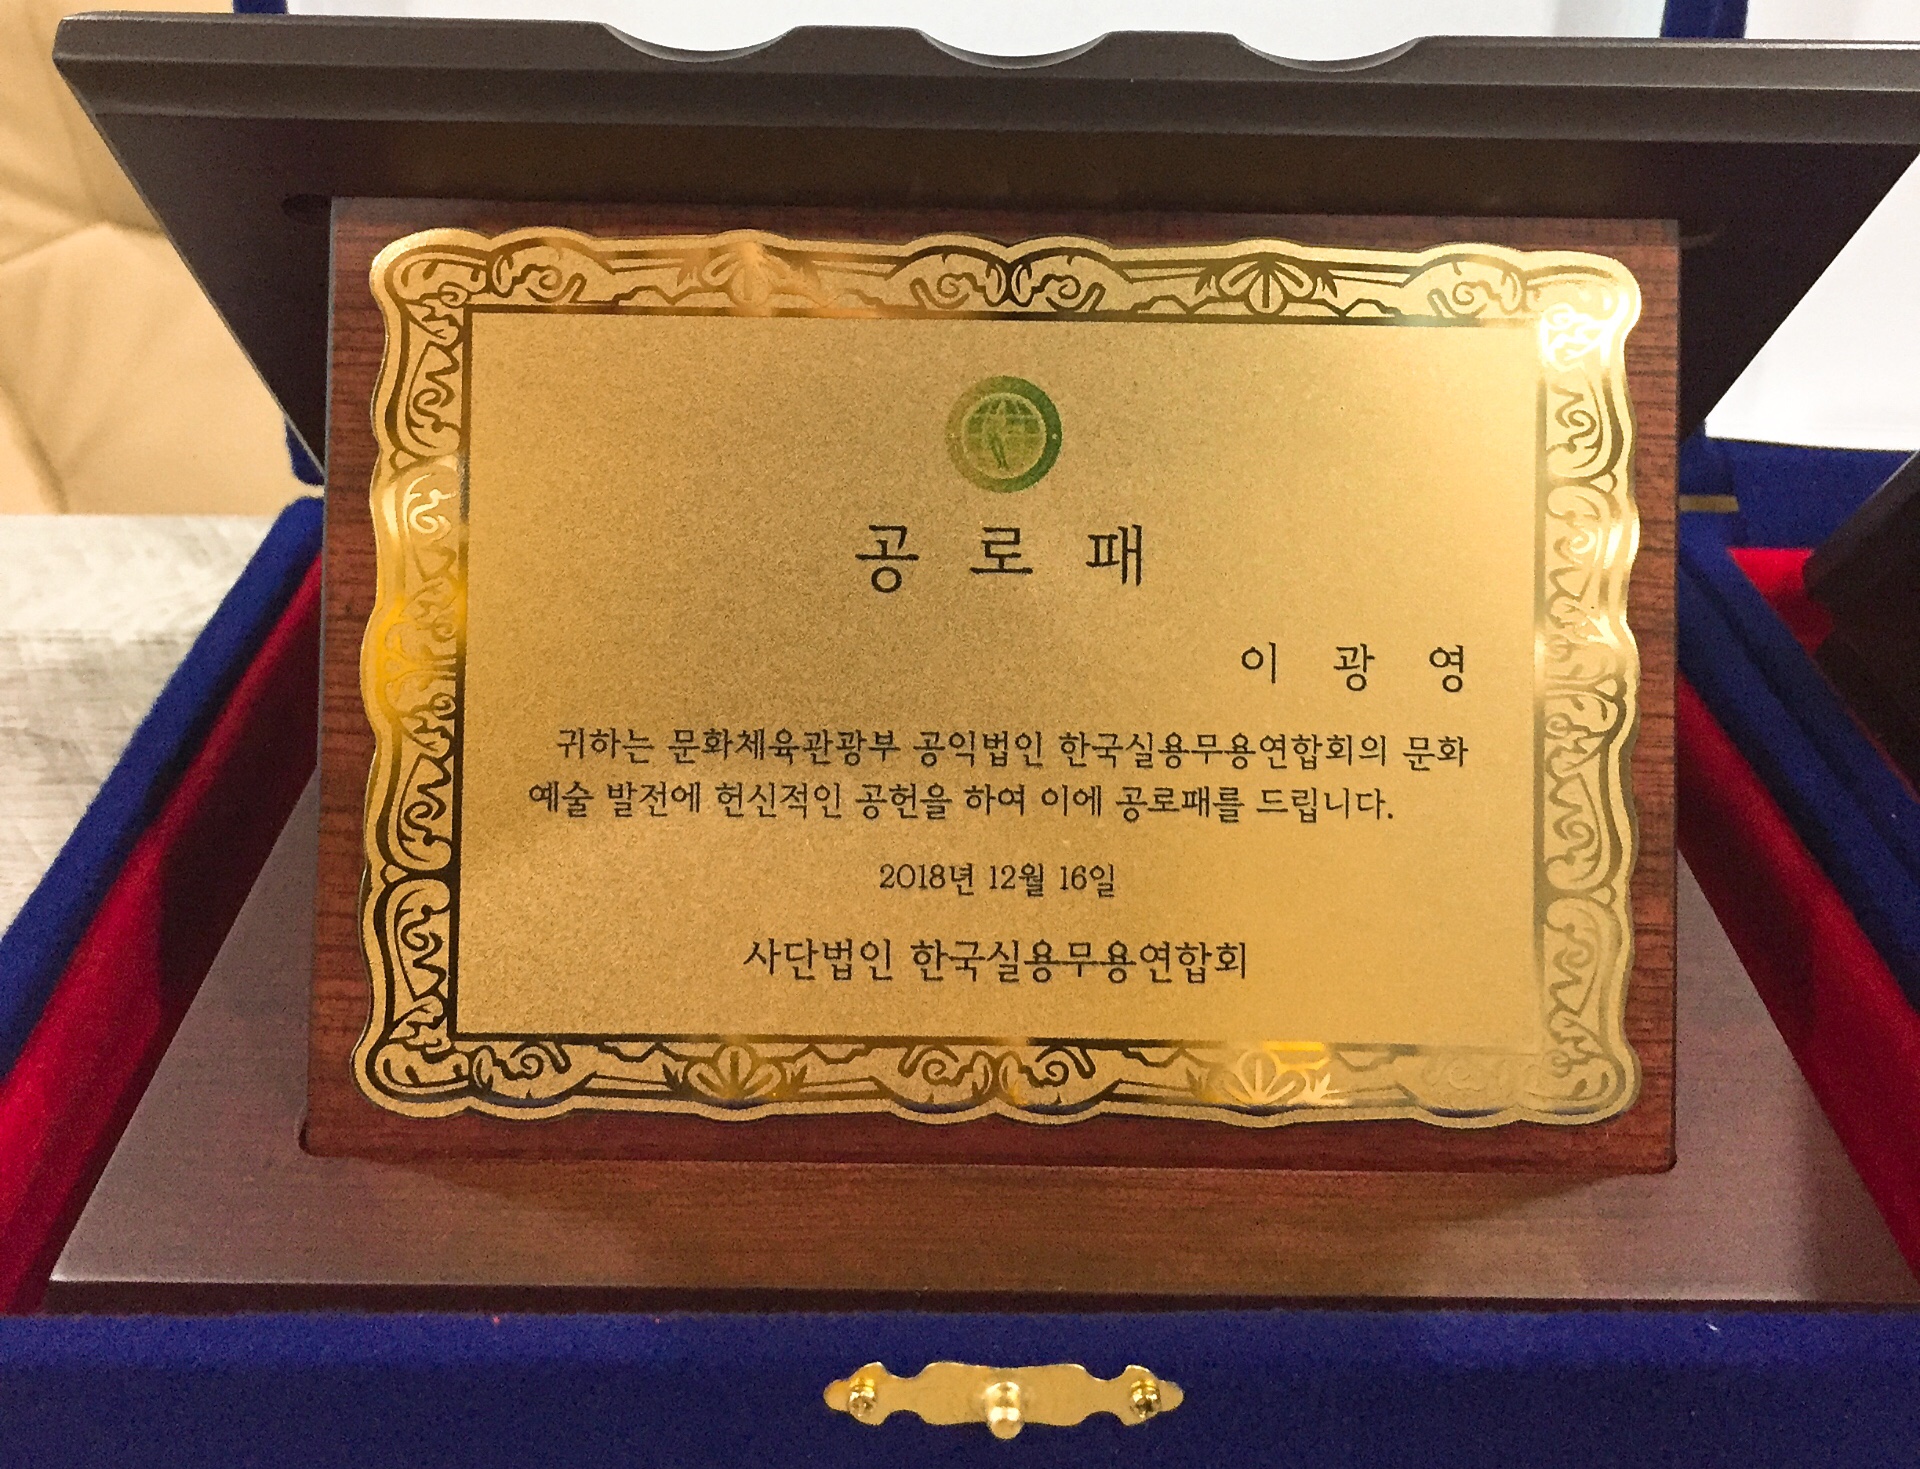 공 로 패
이 광 영
귀하는 문화체육관광부 공익법인 한국실용무용연합회의 문화
예술 발전에 헌신적인 공헌을 하여 이에 공로패를 드립니다.
2018년 12월 16일
사단법인 한국실용무용연합회